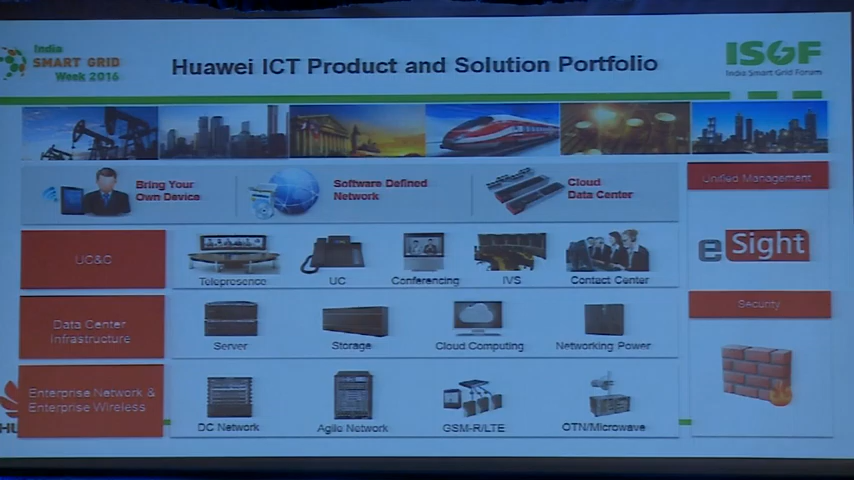 India
SMART GRID
Week 2016
Huawei ICT Product and Solution Portfolio
ISGF
India Smart Grid Forum
Bring Your
Own Device
Software Defined
Network
Cloud
Data Center
Unified Management
UC&C
Telepresence
UC
Conferencing
IVS
Contact Center
eSight
Data Center
Infrastructure
Server
Storage
Cloud Computing
Networking Power
Security
Enterprise Network &
Enterprise Wireless
DC Network
Agile Network
GSM-R/LTE
OTN/Microwave
HU